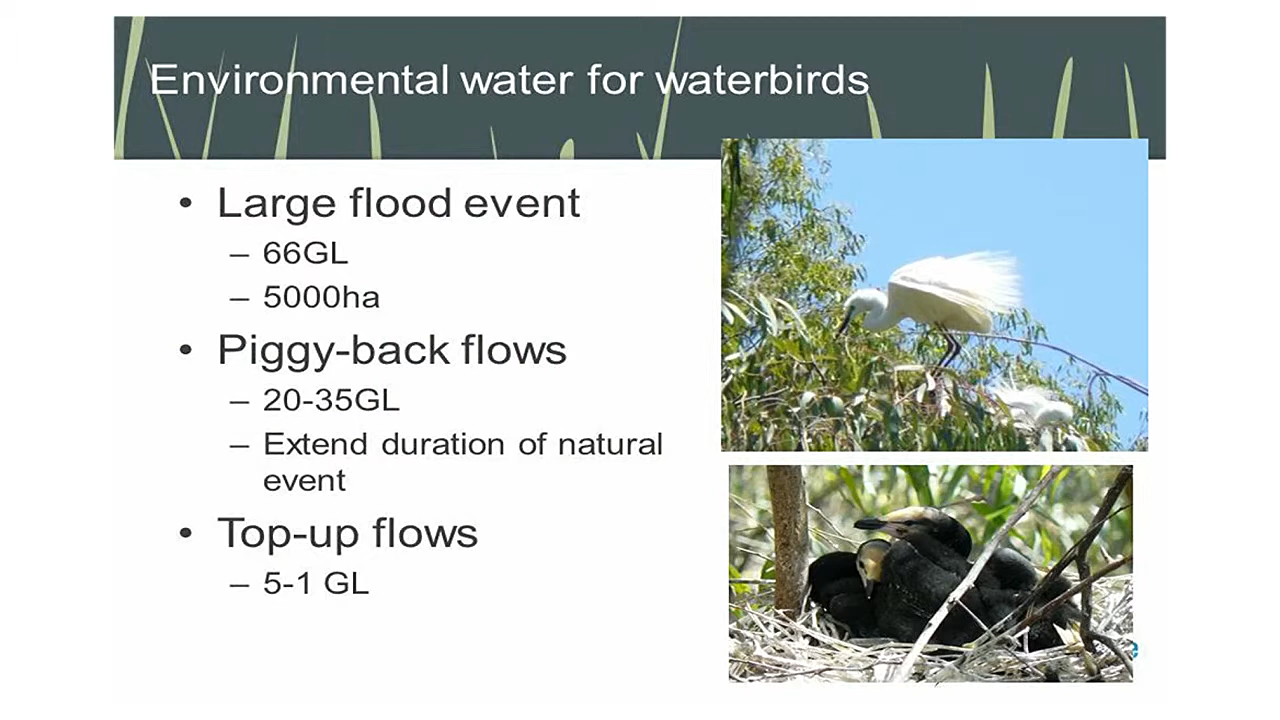 Environmental water for waterbirds
• Large flood event
– 66GL
– 5000ha
• Piggy-back flows
– 20-35GL
– Extend duration of natural
event
• Top-up flows
– 5-1 GL